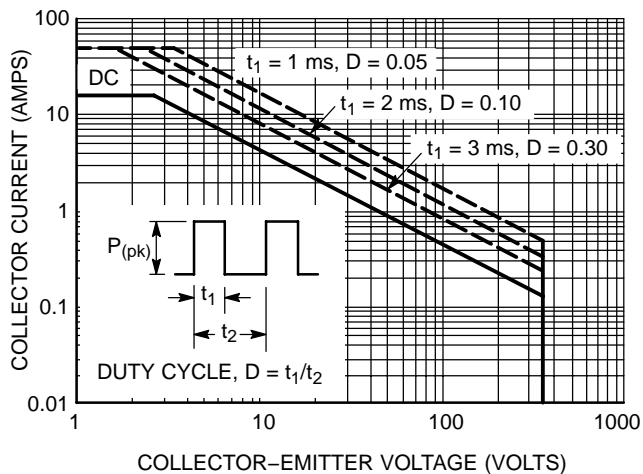 COLLECTOR CURRENT (AMPS)
100
10
1
0.1
0.01
DC
t1 = 1 ms, D = 0.05
t1 = 2 ms, D = 0.10
t1 = 3 ms, D = 0.30
P(pk)
t1
t2
DUTY CYCLE, D = t1/t2
1
10
100
1000
COLLECTOR−EMITTER VOLTAGE (VOLTS)